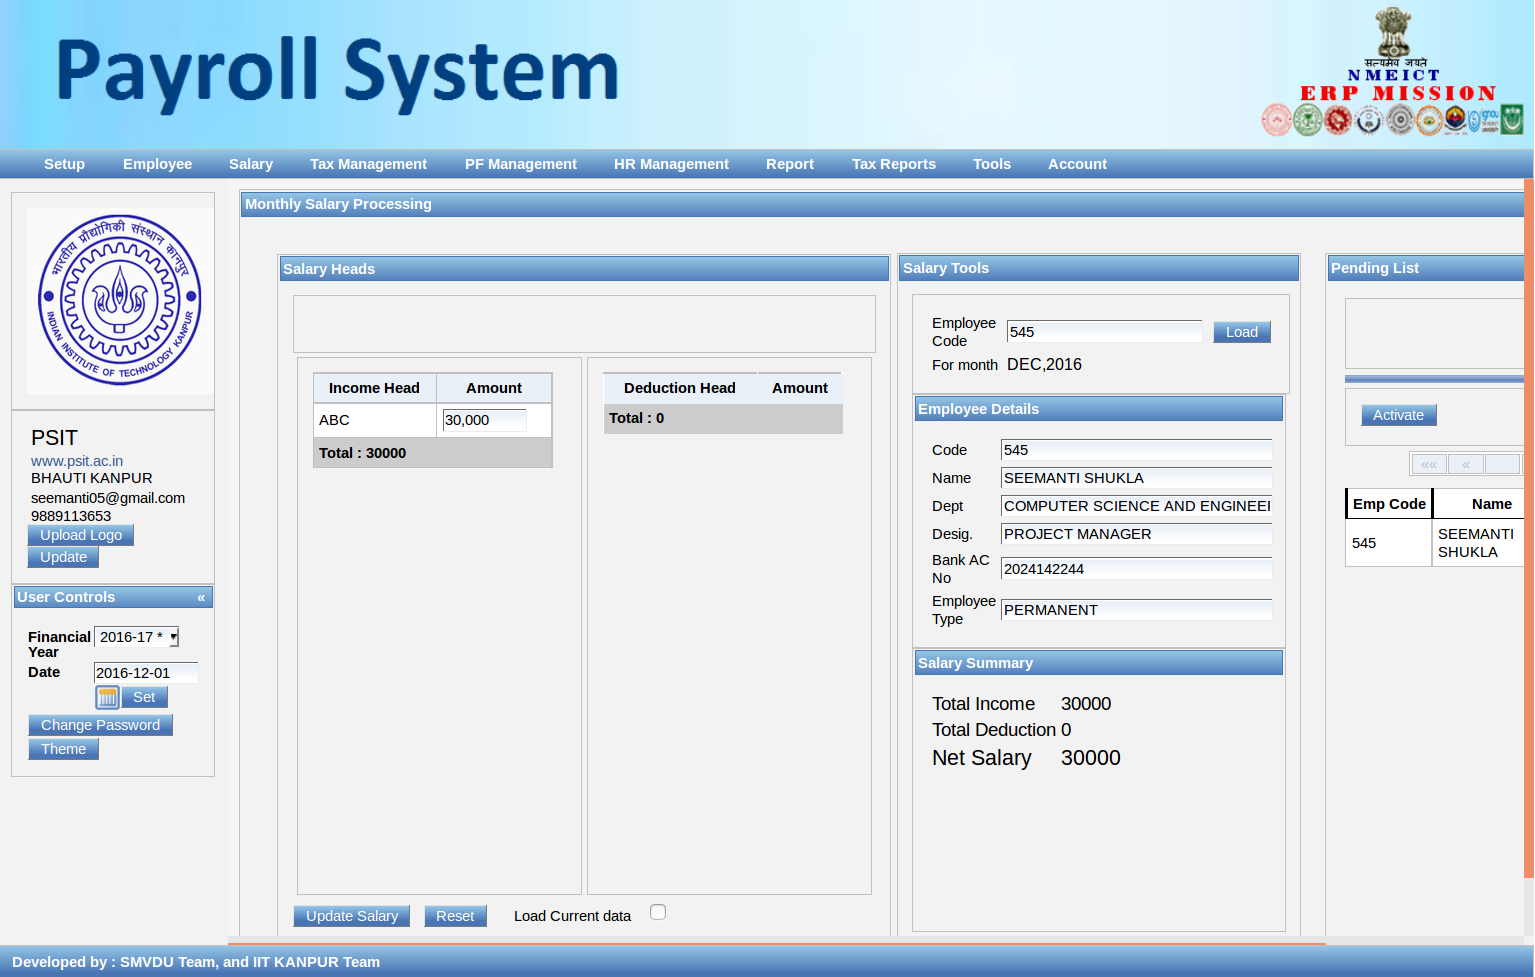 Payroll System
सत्यमेव जयते
NMEICT
ERP MISSION
Setup Employee Salary Tax Management PF Management HR Management Report Tax Reports Tools Account
भारतीय प्रौद्योगिकी संस्थान कानपुर
INDIAN INSTITUTE OF TECHNOLOGY KANPUR
PSIT
www.psit.ac.in
BHAUTI KANPUR
seemanti05@gmail.com
9889113653
Upload Logo
Update
User Controls «
Financial Year 2016-17 *
Date 2016-12-01
Set
Change Password
Theme
Monthly Salary Processing
Salary Heads
Income Head Amount
ABC 30,000
Total : 30000
Deduction Head Amount
Total : 0
Update Salary Reset Load Current data
Salary Tools
Employee Code 545 Load
For month DEC,2016
Employee Details
Code 545
Name SEEMANTI SHUKLA
Dept COMPUTER SCIENCE AND ENGINEER
Desig. PROJECT MANAGER
Bank AC No 2024142244
Employee Type PERMANENT
Salary Summary
Total Income 30000
Total Deduction 0
Net Salary 30000
Pending List
Activate
«« «
Emp Code Name
545 SEEMANTI SHUKLA
Developed by : SMVDU Team, and IIT KANPUR Team